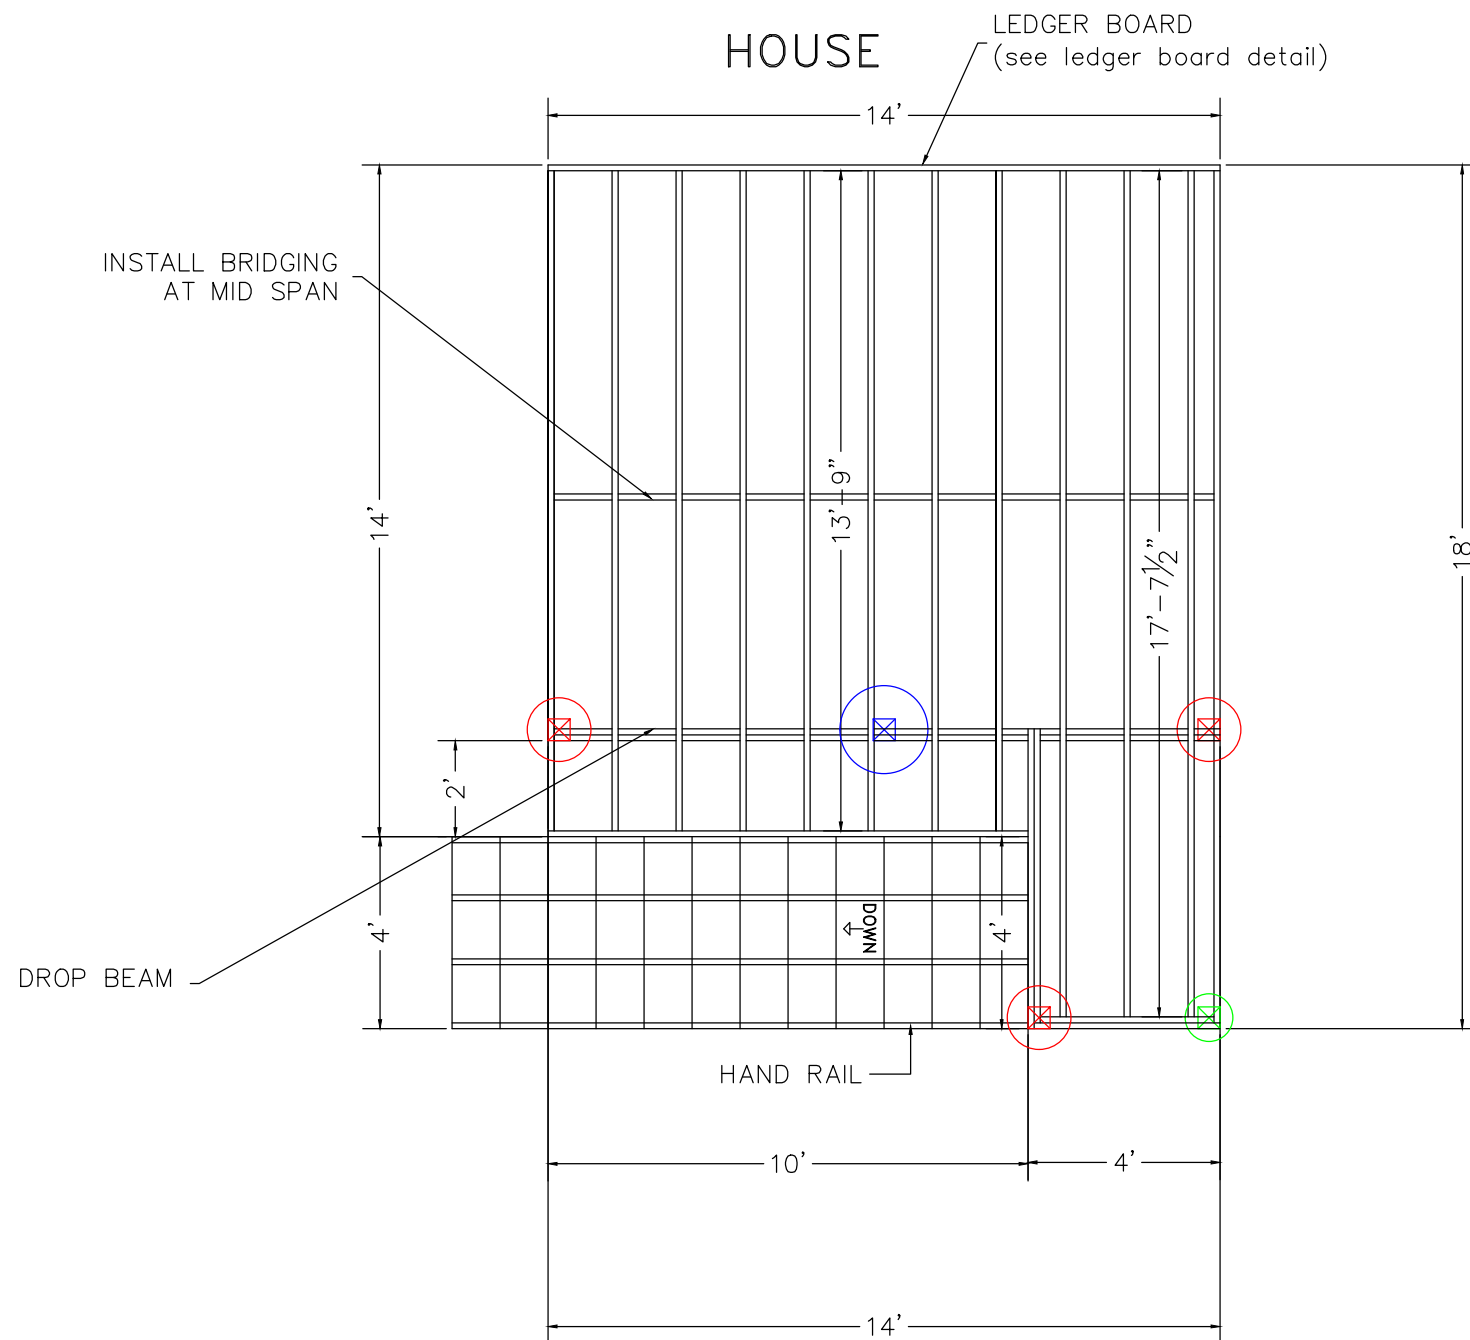 HOUSE
LEDGER BOARD
(see ledger board detail)
14'
INSTALL BRIDGING
AT MID SPAN
14'
13'-9"
17'-7½"
18'
2'
4'
DOWN
4'
DROP BEAM
HAND RAIL
10'
4'
14'